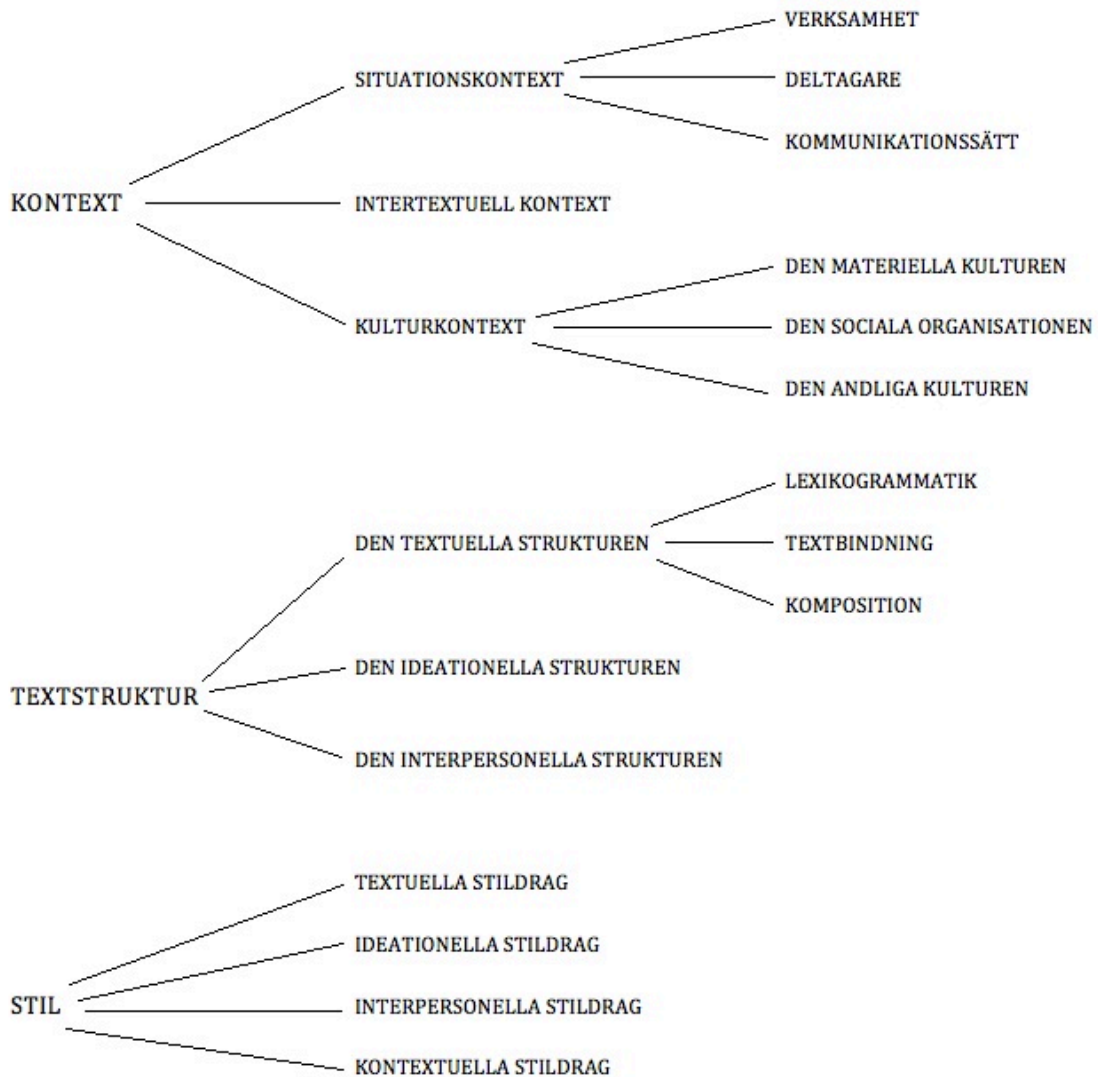 KONTEXT
SITUATIONSKONTEXT
VERKSAMHET
DELTAGARE
KOMMUNIKATIONSSÄTT
INTERTEXTUELL KONTEXT
KULTURKONTEXT
DEN MATERIELLA KULTUREN
DEN SOCIALA ORGANISATIONEN
DEN ANDLIGA KULTUREN
TEXTSTRUKTUR
DEN TEXTUELLA STRUKTUREN
LEXIKOGRAMMATIK
TEXTBINDNING
KOMPOSITION
DEN IDEATIONELLA STRUKTUREN
DEN INTERPERSONELLA STRUKTUREN
STIL
TEXTUELLA STILDRAG
IDEATIONELLA STILDRAG
INTERPERSONELLA STILDRAG
KONTEXTUELLA STILDRAG